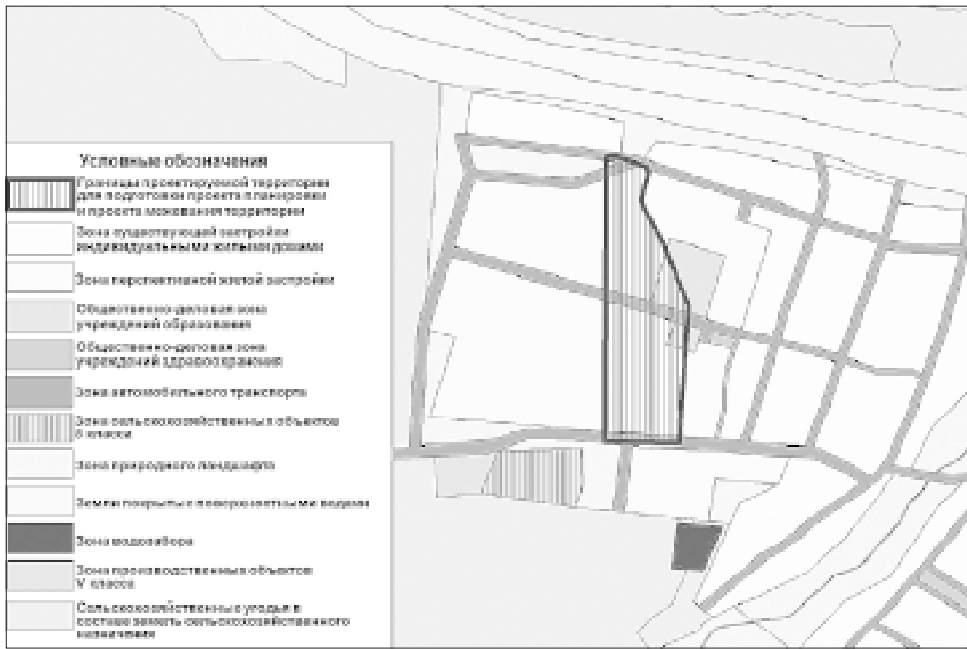 Условные обозначения
Границы проектируемой территории
для подготовки проекта планировки
и проекта межевания территории
Зона существующей застройки
индивидуальными жилыми домами
Зона перспективной жилой застройки
Общественно-деловая зона
учреждений образования
Общественно-деловая зона
учреждений здравоохранения
Зона автомобильного транспорта
Зона сельскохозяйственных объектов
класса
Зона природного ландшафта
Земли покрытые поверхностными водами
Зона водозабора
Зона производственных объектов
V класса
Сельскохозяйственные угодья в
составе земель сельскохозяйственного
назначения